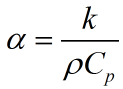 α = k / ρC_p